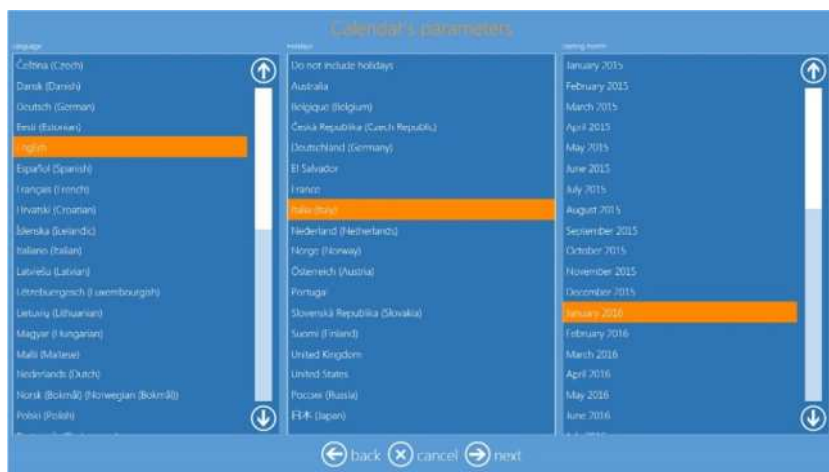 Calendar's parameters
language
holidays
starting month
Čeština (Czech)
Dansk (Danish)
Deutsch (German)
Eesti (Estonian)
English
Español (Spanish)
Français (French)
Hrvatski (Croatian)
Íslenska (Icelandic)
Italiano (Italian)
Latviešu (Latvian)
Lëtzebuergesch (Luxembourgish)
Lietuvių (Lithuanian)
Magyar (Hungarian)
Malti (Maltese)
Nederlands (Dutch)
Norsk (Bokmål) (Norwegian (Bokmål))
Polski (Polish)
Do not include holidays
Australia
Belgique (Belgium)
Česká Republika (Czech Republic)
Deutschland (Germany)
El Salvador
France
Italia (Italy)
Nederland (Netherlands)
Norge (Norway)
Österreich (Austria)
Portugal
Slovenská Republika (Slovakia)
Suomi (Finland)
United Kingdom
United States
Россия (Russia)
日本 (Japan)
January 2015
February 2015
March 2015
April 2015
May 2015
June 2015
July 2015
August 2015
September 2015
October 2015
November 2015
December 2015
January 2016
February 2016
March 2016
April 2016
May 2016
June 2016
back cancel next